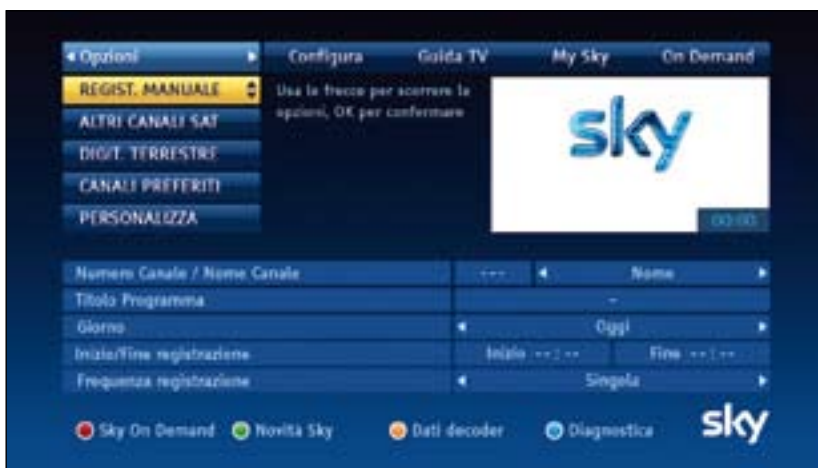 Opzioni Configura Guida TV My Sky On Demand
REGIST. MANUALE
ALTRI CANALI SAT
DIGIT. TERRESTRE
CANALI PREFERITI
PERSONALIZZA
Usa le frecce per scorrere le
opzioni, OK per confermare
sky
00:00
Numero Canale / Nome Canale --- Nome
Titolo Programma -
Giorno Oggi
Inizio/Fine registrazione Inizio --:-- Fine --:--
Frequenza registrazione Singola
Sky On Demand Novità Sky Dati decoder Diagnostica sky